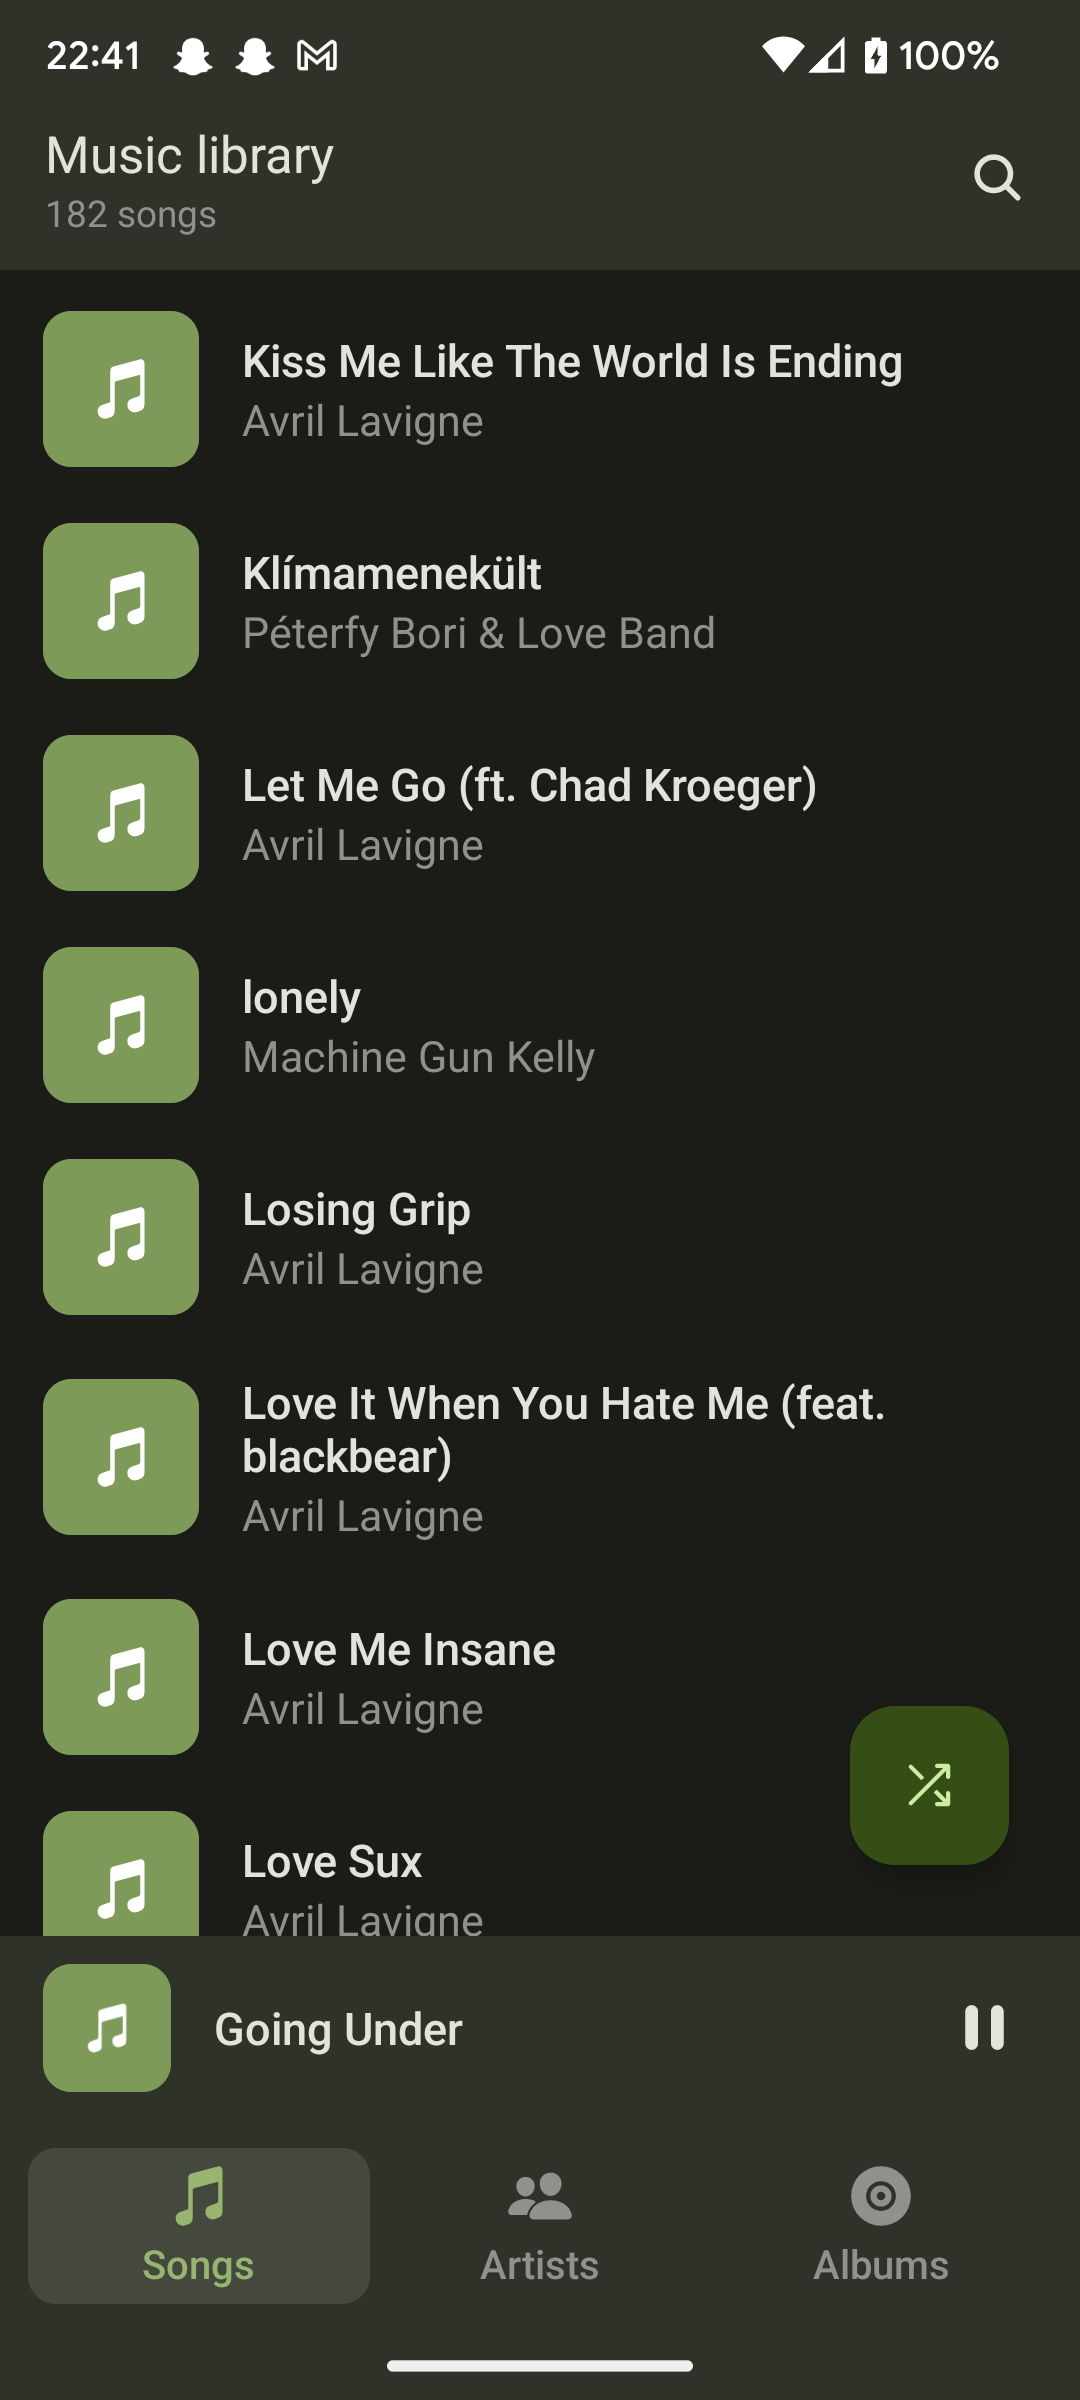 22:41
100%
Music library
182 songs
Kiss Me Like The World Is Ending
Avril Lavigne
Klímamenekült
Péterfy Bori & Love Band
Let Me Go (ft. Chad Kroeger)
Avril Lavigne
lonely
Machine Gun Kelly
Losing Grip
Avril Lavigne
Love It When You Hate Me (feat.
blackbear)
Avril Lavigne
Love Me Insane
Avril Lavigne
Love Sux
Avril Lavigne
Going Under
Songs
Artists
Albums